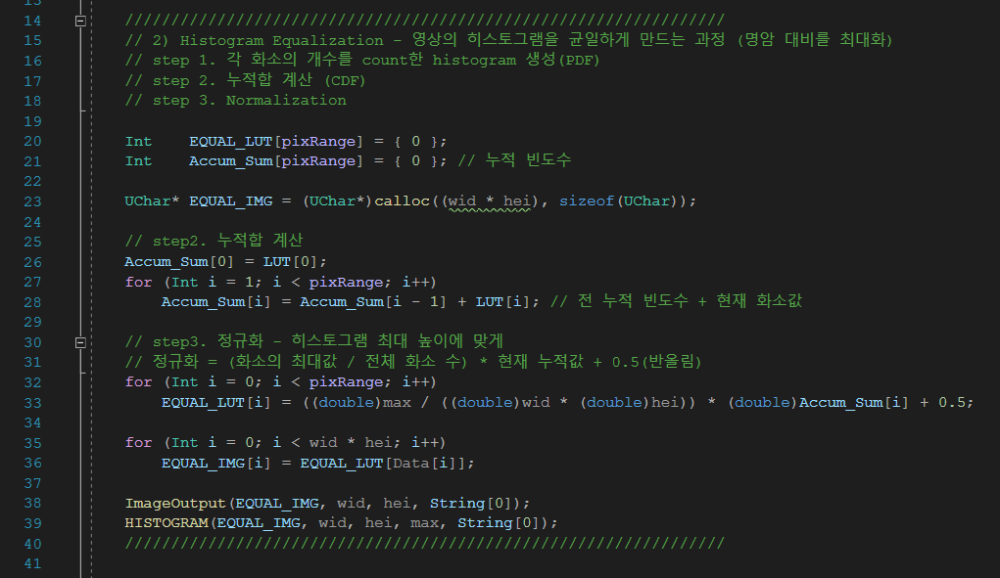 13
14 //////////////////////////////////////////////////////////////////
15 // 2) Histogram Equalization - 영상의 히스토그램을 균일하게 만드는 과정 (명암 대비를 최대화)
16 // step 1. 각 화소의 개수를 count한 histogram 생성(PDF)
17 // step 2. 누적합 계산 (CDF)
18 // step 3. Normalization
19
20 Int    EQUAL_LUT[pixRange] = { 0 };
21 Int    Accum_Sum[pixRange] = { 0 }; // 누적 빈도수
22
23 UChar* EQUAL_IMG = (UChar*)calloc((wid * hei), sizeof(UChar));
24
25 // step2. 누적합 계산
26 Accum_Sum[0] = LUT[0];
27 for (Int i = 1; i < pixRange; i++)
28     Accum_Sum[i] = Accum_Sum[i - 1] + LUT[i]; // 전 누적 빈도수 + 현재 화소값
29
30 // step3. 정규화 - 히스토그램 최대 높이에 맞게
31 // 정규화 = (화소의 최대값 / 전체 화소 수) * 현재 누적값 + 0.5(반올림)
32 for (Int i = 0; i < pixRange; i++)
33     EQUAL_LUT[i] = ((double)max / ((double)wid * (double)hei)) * (double)Accum_Sum[i] + 0.5;
34
35 for (Int i = 0; i < wid * hei; i++)
36     EQUAL_IMG[i] = EQUAL_LUT[Data[i]];
37
38 ImageOutput(EQUAL_IMG, wid, hei, String[0]);
39 HISTOGRAM(EQUAL_IMG, wid, hei, max, String[0]);
40 //////////////////////////////////////////////////////////////////
41